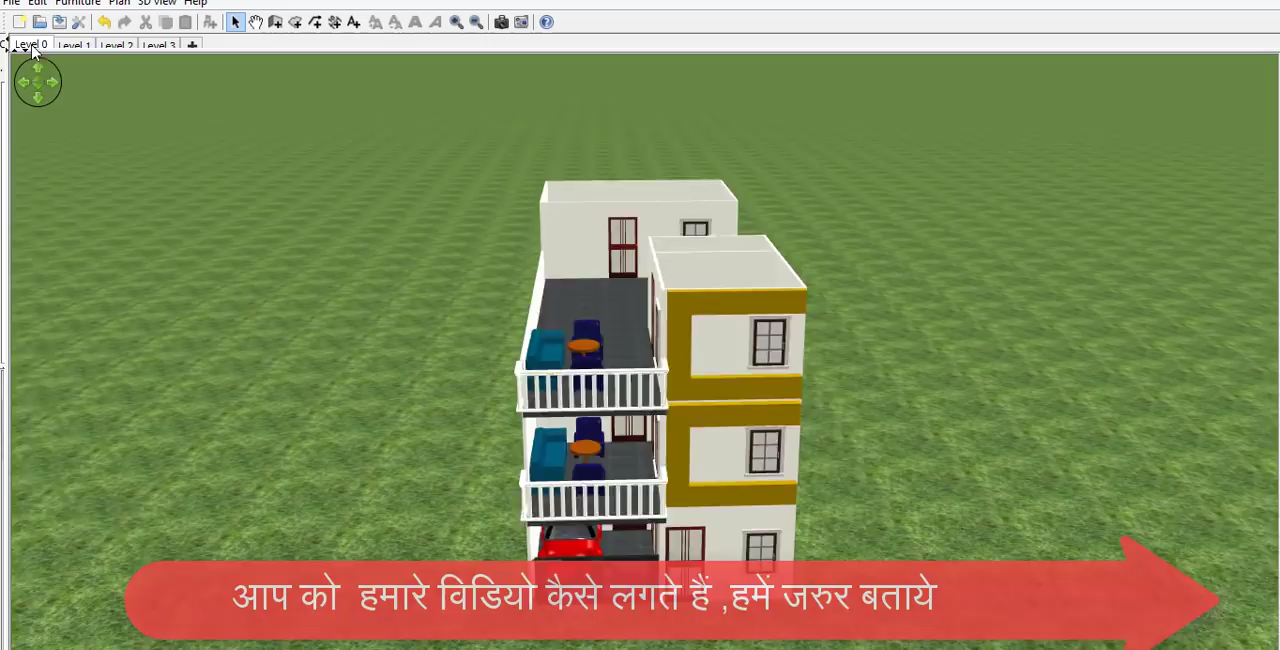 File Edit Furniture Plan 3D view Help
Level 0 Level 1 Level 2 Level 3
आप को हमारे विडियो कैसे लगते हैं ,हमें जरुर बताये